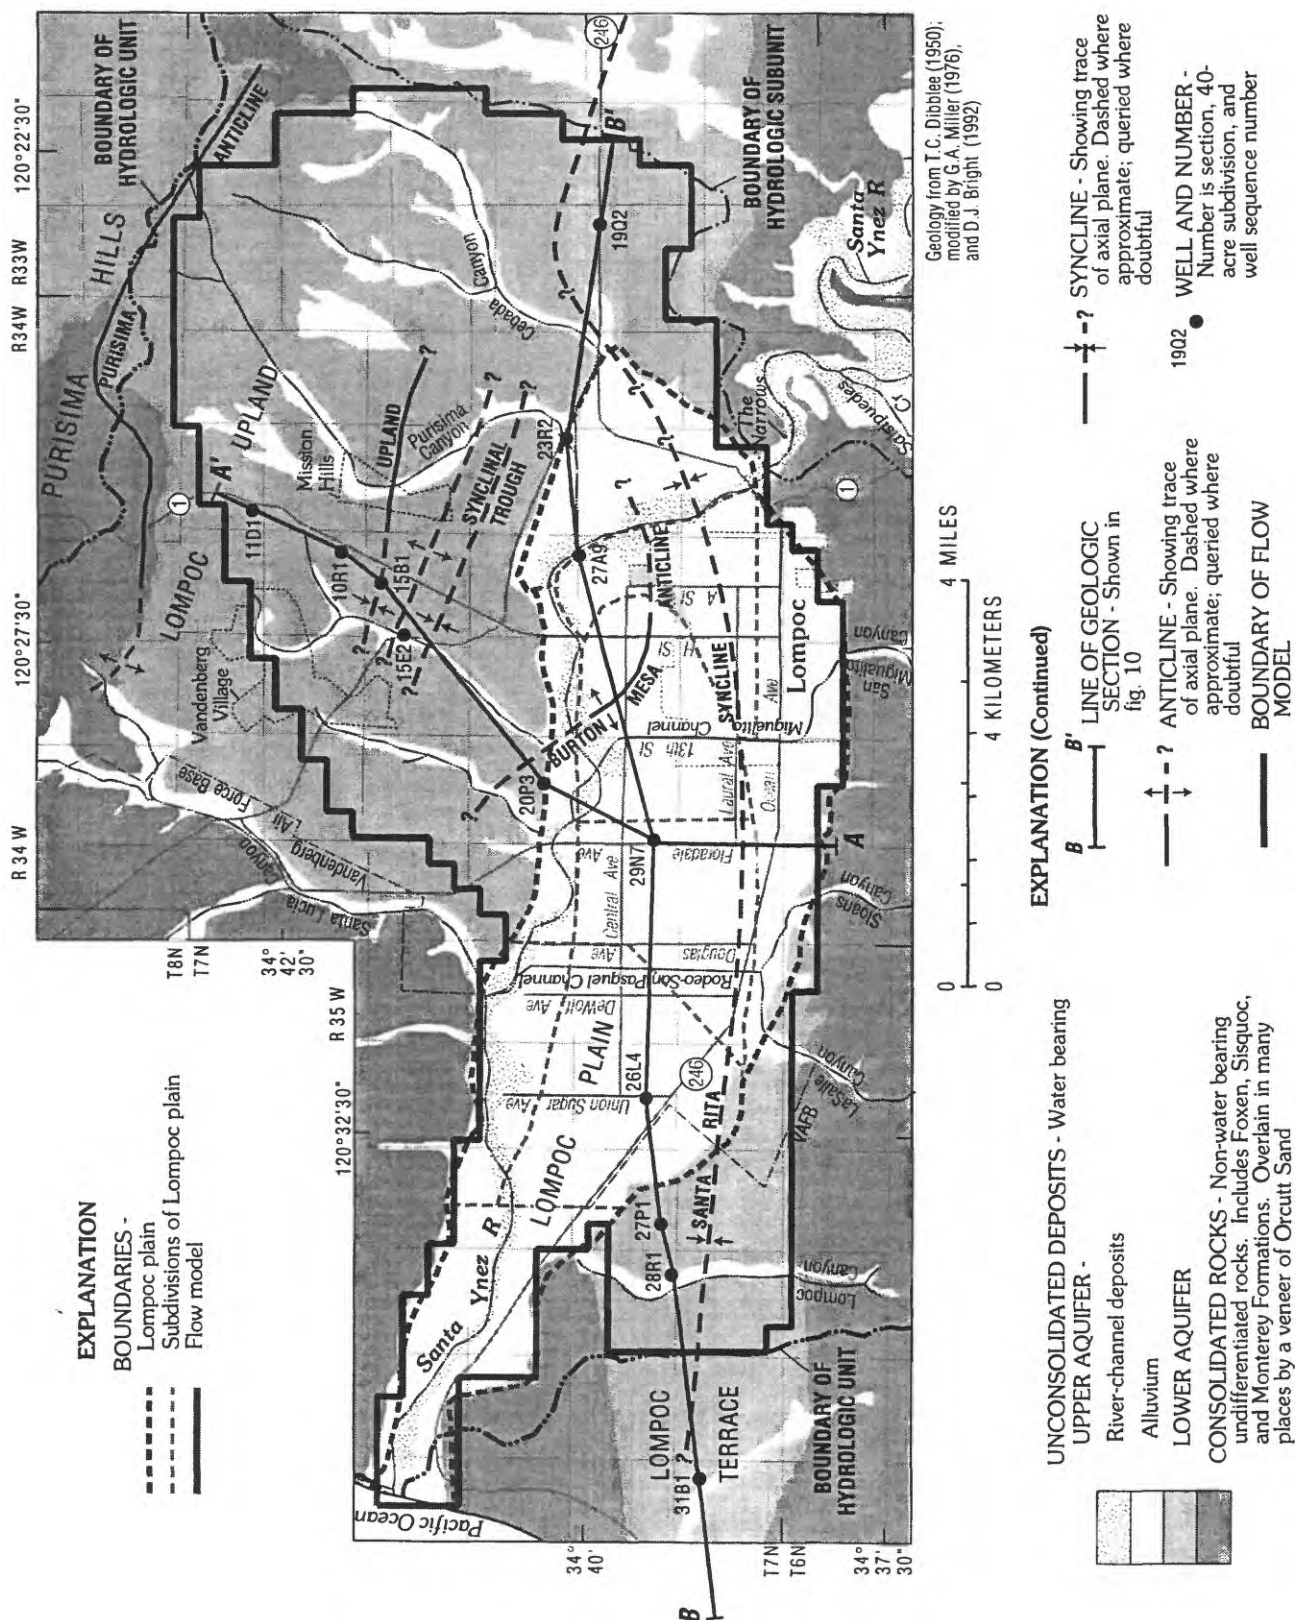 EXPLANATION
BOUNDARIES -
Lompoc plain
Subdivisions of Lompoc plain
Flow model
120°32'30"
R 35 W
R 34 W
120°27'30"
R34W
R33W
120°22'30"
T8N
T7N
34°
42'
30"
34°
40'
T7N
T6N
34°
37'
30"
PURISIMA
HILLS
PURISIMA
ANTICLINE
BOUNDARY OF
HYDROLOGIC UNIT
LOMPOC
UPLAND
Vandenberg
Village
Mission
Hills
Purisima
Canyon
Cebada
Canyon
UPLAND
SYNCLINAL
TROUGH
Santa Lucia
Canyon
Vandenberg
Air
Force Base
1
A'
11D1
10R1
15B1
15E2
20P3
23R2
27A9
29N7
19Q2
B'
246
BOUNDARY OF
HYDROLOGIC SUBUNIT
Santa
Ynez R
Salsipuedes
Cr
The
Narrows
1
BURTON
MESA
ANTICLINE
A St
H St
13th St
Miguelito
Channel
SYNCLINE
Lompoc
Laurel Ave
Ocean
Ave
San
Miguelito
Canyon
Central Ave
Floradale
Ave
A
Sloans
Canyon
Douglas
Ave
Rodeo-San Pasquel Channel
DeWolf
Ave
PLAIN
LOMPOC
26L4
Union Sugar
Ave
246
RITA
SANTA
VAFB
LaSalle
Canyon
27P1
28R1
Lompoc
Canyon
Santa
Ynez
R
Pacific Ocean
LOMPOC
TERRACE
31B1
BOUNDARY OF
HYDROLOGIC UNIT
B
Geology from T.C. Dibblee (1950);
modified by G.A. Miller (1976),
and D.J. Bright (1992)
0
4 MILES
0
4 KILOMETERS
UNCONSOLIDATED DEPOSITS - Water bearing
UPPER AQUIFER -
River-channel deposits
Alluvium
LOWER AQUIFER
CONSOLIDATED ROCKS - Non-water bearing
undifferentiated rocks. Includes Foxen, Sisquoc,
and Monterey Formations. Overlain in many
places by a veneer of Orcutt Sand
EXPLANATION (Continued)
B B'
LINE OF GEOLOGIC
SECTION - Shown in
fig. 10
?
ANTICLINE - Showing trace
of axial plane. Dashed where
approximate; queried where
doubtful
BOUNDARY OF FLOW
MODEL
?
SYNCLINE - Showing trace
of axial plane. Dashed where
approximate; queried where
doubtful
19Q2
WELL AND NUMBER -
Number is section, 40-
acre subdivision, and
well sequence number